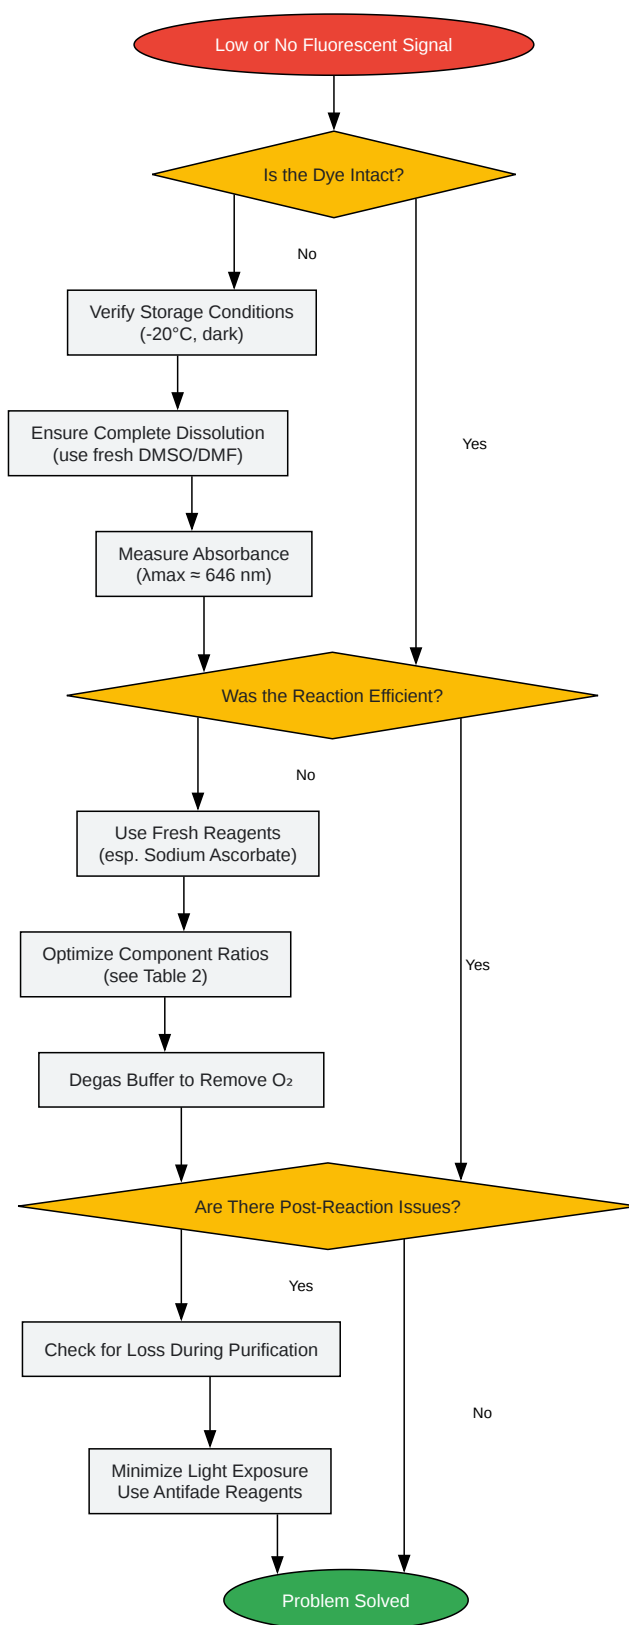 Low or No Fluorescent Signal
Is the Dye Intact?
No
Verify Storage Conditions
(-20°C, dark)
Ensure Complete Dissolution
(use fresh DMSO/DMF)
Yes
Measure Absorbance
(λmax ≈ 646 nm)
Was the Reaction Efficient?
No
Use Fresh Reagents
(esp. Sodium Ascorbate)
Optimize Component Ratios
(see Table 2)
Yes
Degas Buffer to Remove O₂
Are There Post-Reaction Issues?
Yes
Check for Loss During Purification
No
Minimize Light Exposure
Use Antifade Reagents
Problem Solved